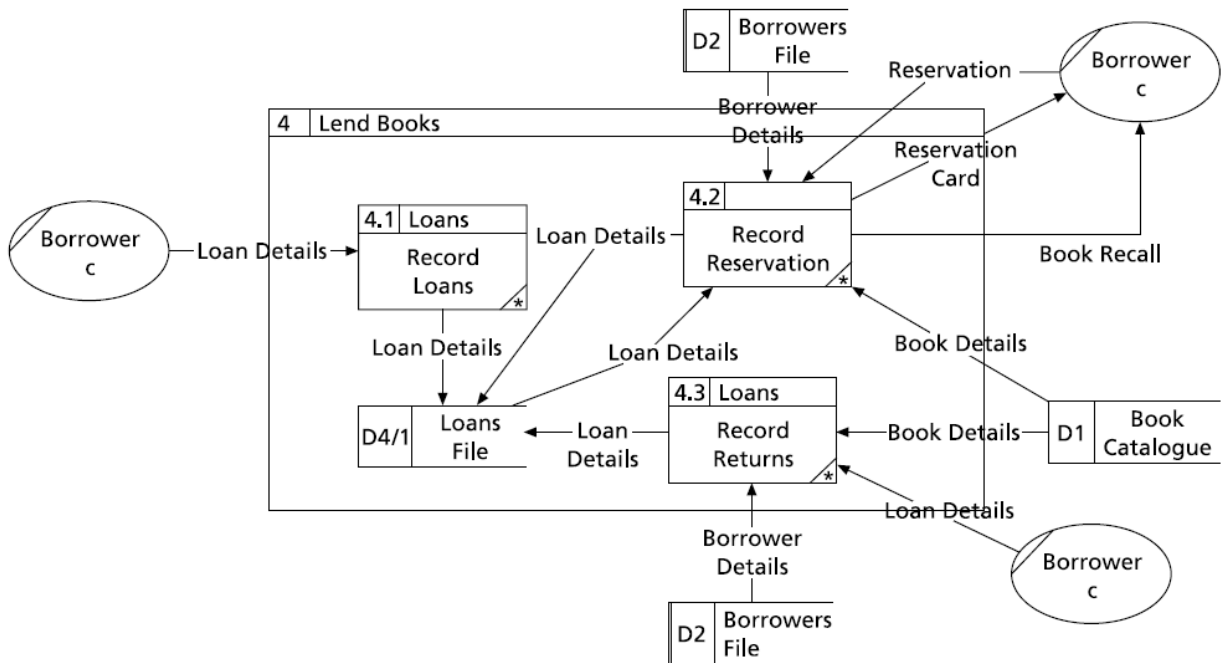 D2
Borrowers
File
Borrower
c
Reservation
Borrower
Details
4 Lend Books
Reservation
Card
4.2
Record
Reservation
*
Book Recall
Borrower
c
Loan Details
4.1 Loans
Record
Loans
*
Loan Details
Loan Details
Loan Details
Book Details
D4/1
Loans
File
Loan
Details
4.3 Loans
Record
Returns
*
Book Details
D1
Book
Catalogue
Loan Details
Borrower
Details
Borrower
c
D2
Borrowers
File